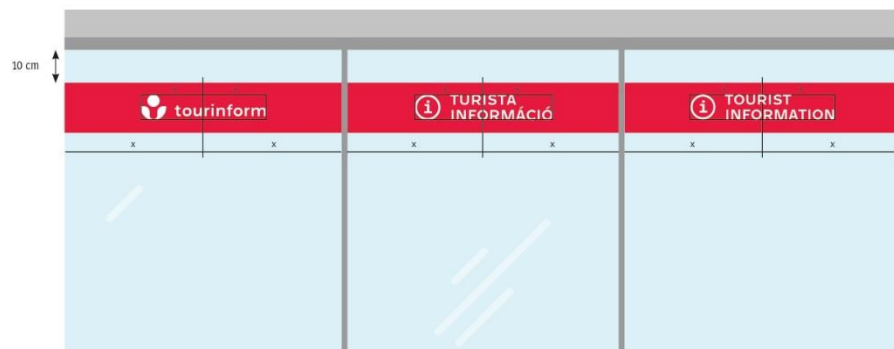 10 cm
tourinform
i TURISTA
INFORMÁCIÓ
i TOURIST
INFORMATION
x x x x x x